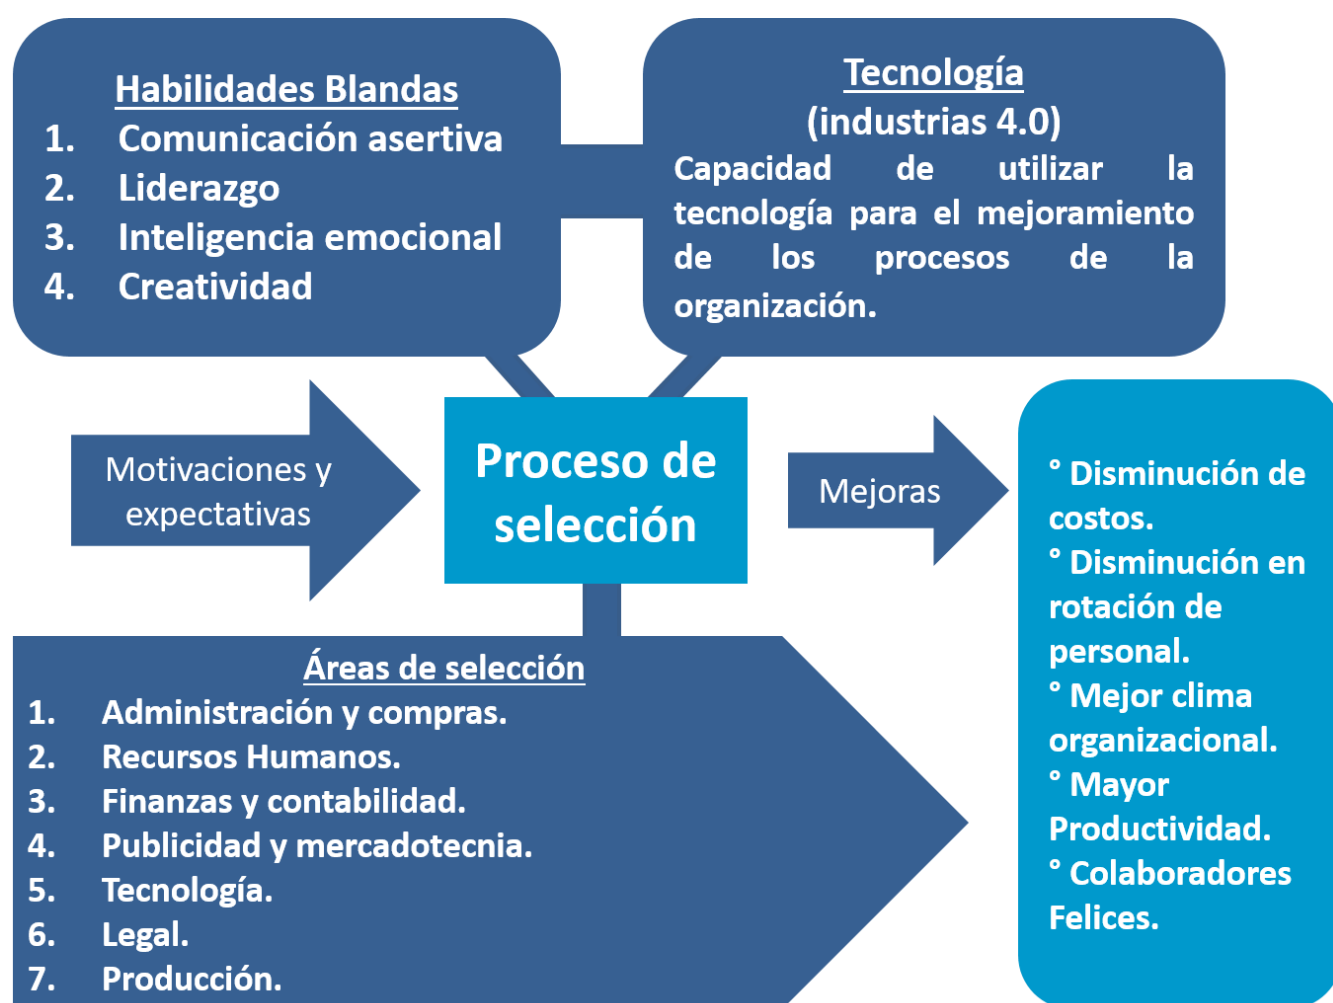 Habilidades Blandas
1. Comunicación asertiva
2. Liderazgo
3. Inteligencia emocional
4. Creatividad
Tecnología
(industrias 4.0)
Capacidad de utilizar la
tecnología para el mejoramiento
de los procesos de la
organización.
Motivaciones y
expectativas
Proceso de
selección
Mejoras
° Disminución de
costos.
° Disminución en
rotación de
personal.
° Mejor clima
organizacional.
° Mayor
Productividad.
° Colaboradores
Felices.
Áreas de selección
1. Administración y compras.
2. Recursos Humanos.
3. Finanzas y contabilidad.
4. Publicidad y mercadotecnia.
5. Tecnología.
6. Legal.
7. Producción.